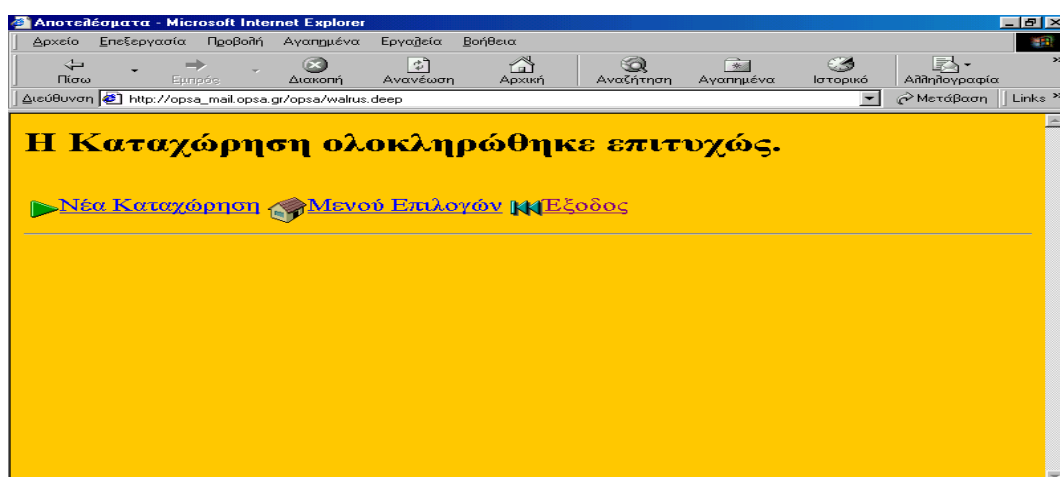 Αποτελέσματα - Microsoft Internet Explorer
Αρχείο Επεξεργασία Προβολή Αγαπημένα Εργαλεία Βοήθεια
Πίσω Εμπρός Διακοπή Ανανέωση Αρχική Αναζήτηση Αγαπημένα Ιστορικό Αλληλογραφία »
Διεύθυνση http://opsa_mail.opsa.gr/opsa/walrus.deep Μετάβαση Links »
Η Καταχώρηση ολοκληρώθηκε επιτυχώς.
Νέα Καταχώρηση Μενού Επιλογών Έξοδος